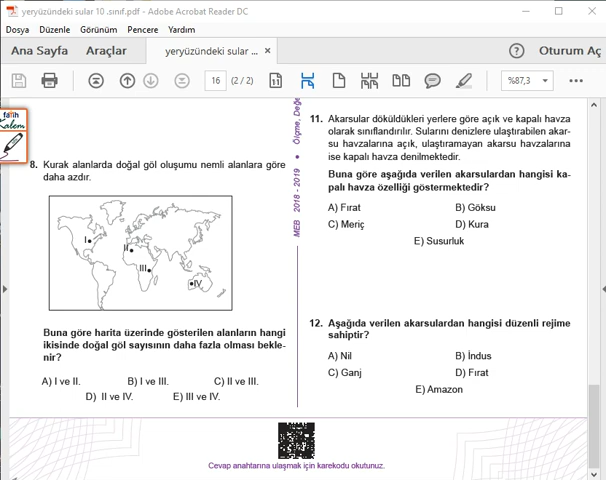 yeryüzündeki sular 10 .sınıf.pdf - Adobe Acrobat Reader DC
Dosya Düzenle Görünüm Pencere Yardım
Ana Sayfa Araçlar yeryüzündeki sular ... × ? Oturum Aç
16 (2 / 2) %87,3
fatih
Kalem
8. Kurak alanlarda doğal göl oluşumu nemli alanlara göre
daha azdır.
I
II
III
IV
Buna göre harita üzerinde gösterilen alanların hangi
ikisinde doğal göl sayısının daha fazla olması bekle-
nir?
A) I ve II. B) I ve III. C) II ve III.
D) II ve IV. E) III ve IV.
MEB 2018 - 2019 • Ölçme, Değe
11. Akarsular döküldükleri yerlere göre açık ve kapalı havza
olarak sınıflandırılır. Sularını denizlere ulaştırabilen akar-
su havzalarına açık, ulaştıramayan akarsu havzalarına
ise kapalı havza denilmektedir.
Buna göre aşağıda verilen akarsulardan hangisi ka-
palı havza özelliği göstermektedir?
A) Fırat B) Göksu
C) Meriç D) Kura
E) Susurluk
12. Aşağıda verilen akarsulardan hangisi düzenli rejime
sahiptir?
A) Nil B) İndus
C) Ganj D) Fırat
E) Amazon
Cevap anahtarına ulaşmak için karekodu okutunuz.